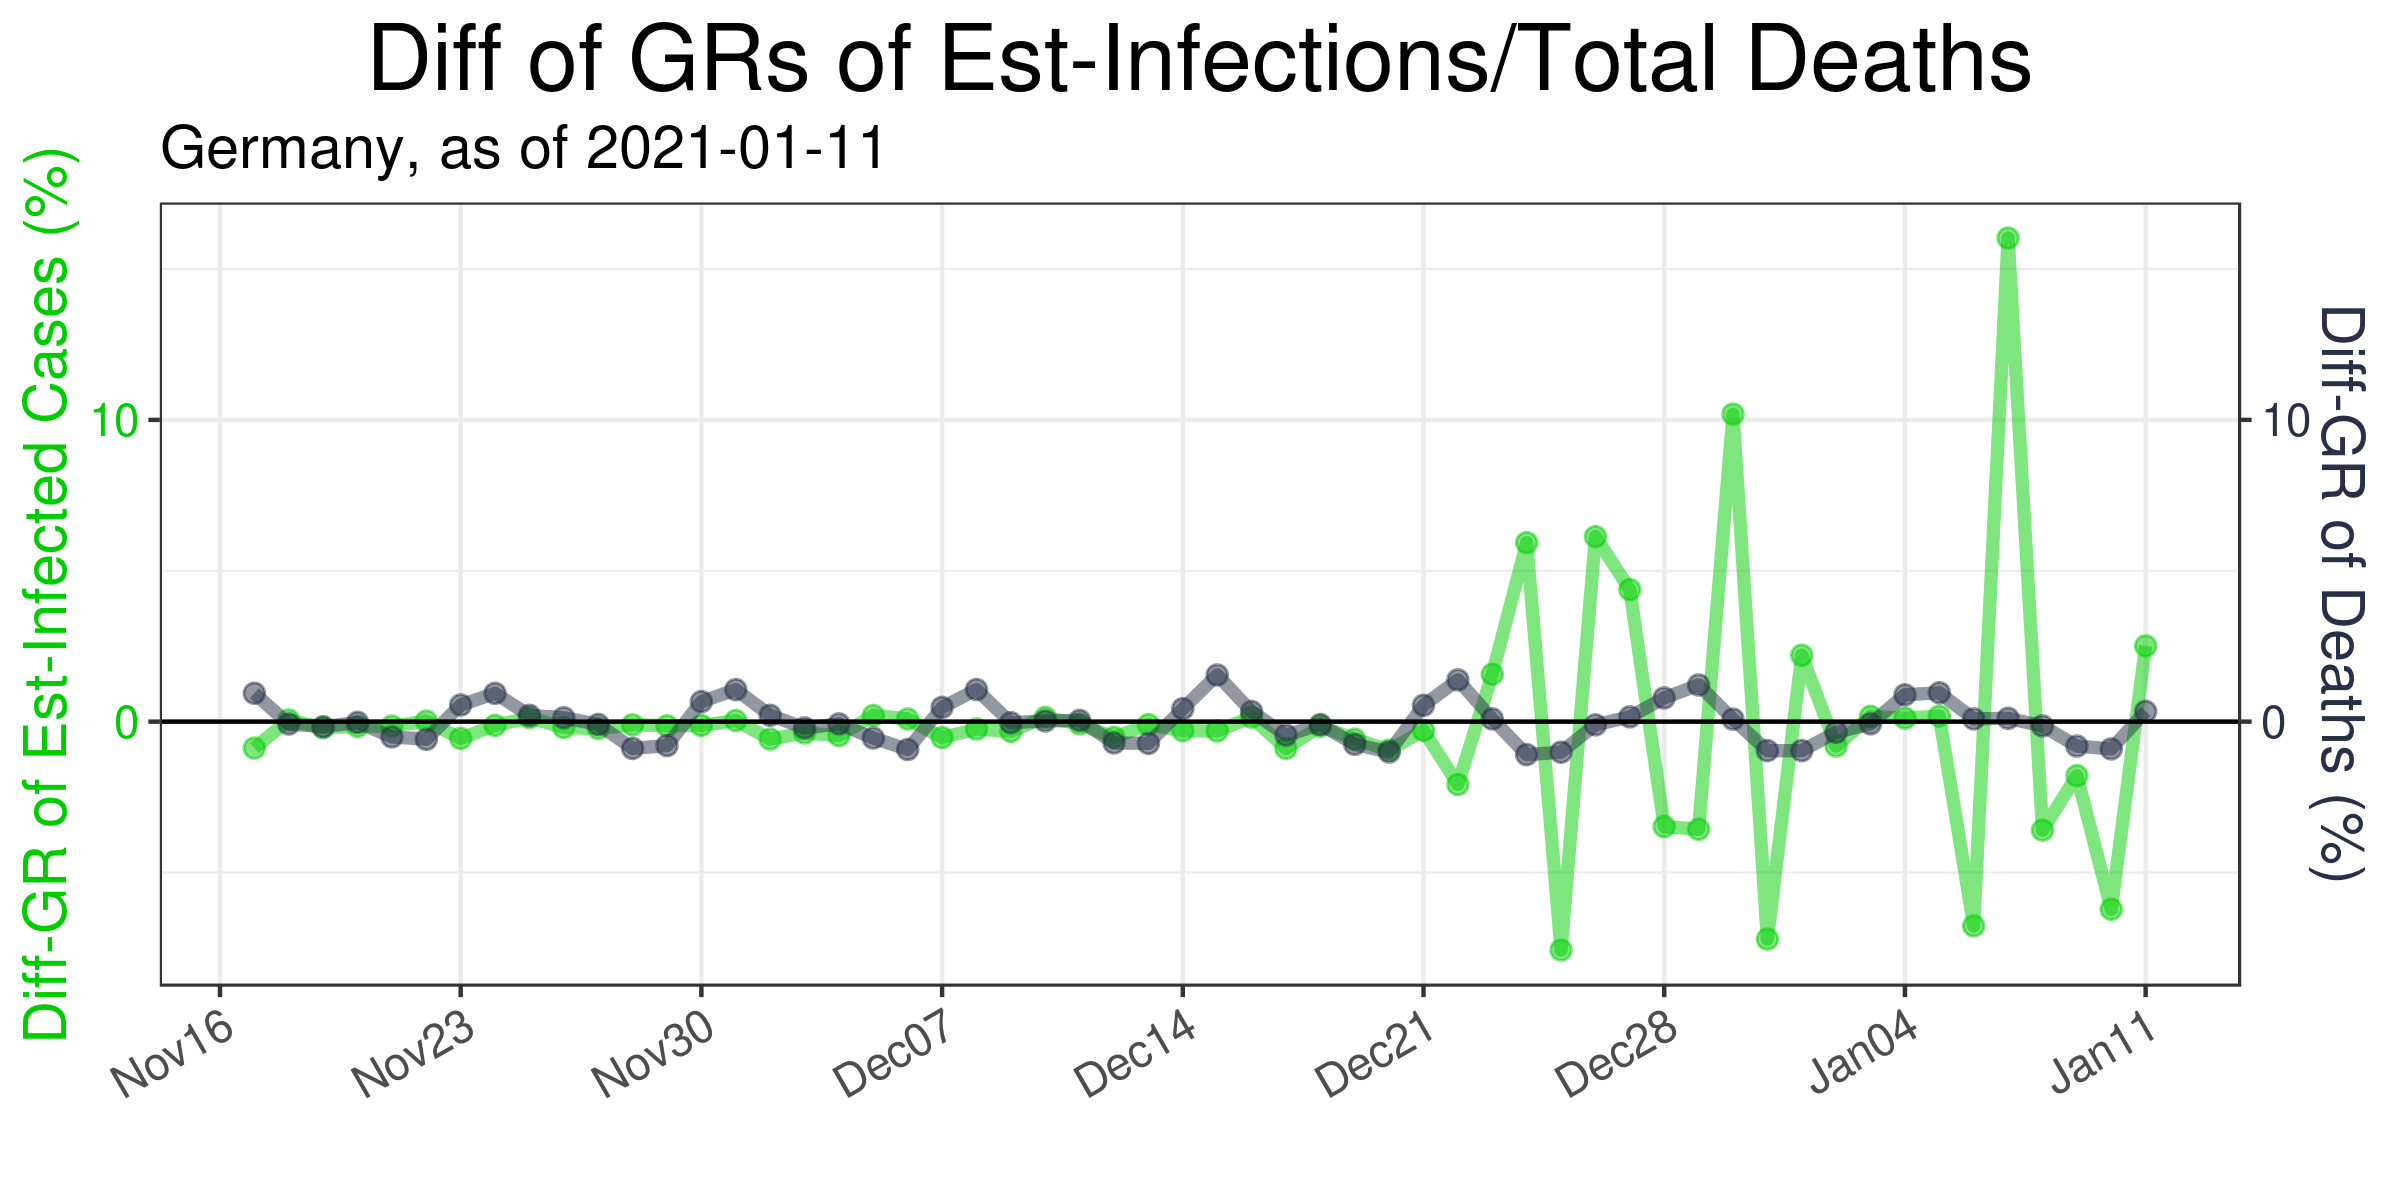 Diff of GRs of Est-Infections/Total Deaths
Germany, as of 2021-01-11
Diff-GR of Est-Infected Cases (%)
10
0
10
0
Diff-GR of Deaths (%)
Nov16
Nov23
Nov30
Dec07
Dec14
Dec21
Dec28
Jan04
Jan11